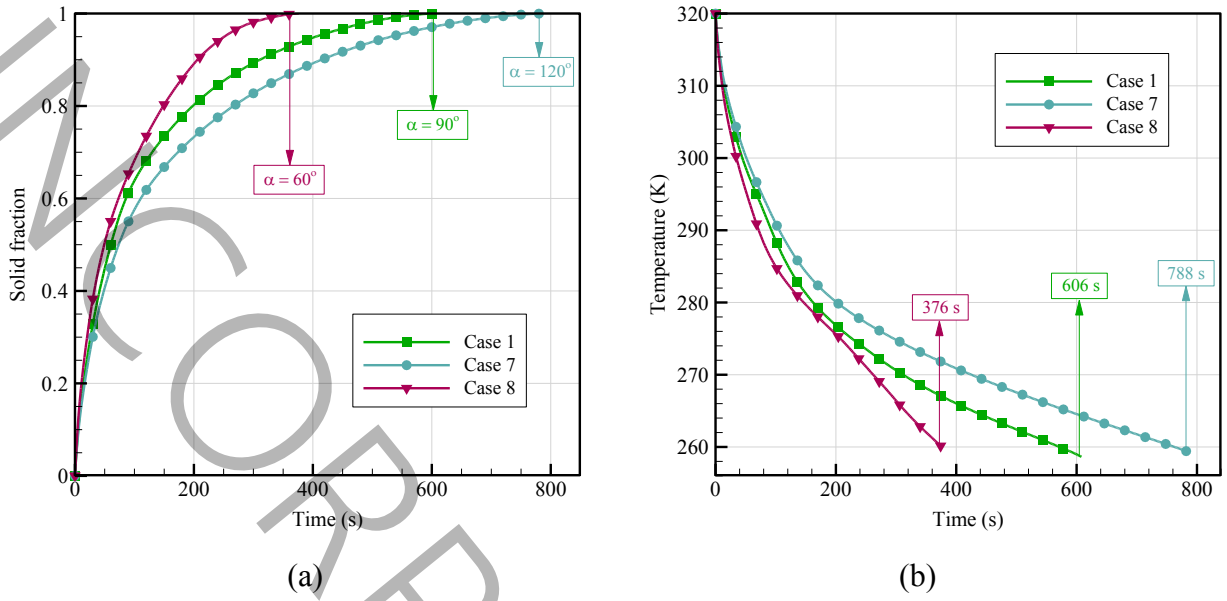 1
0.8
0.6
0.4
0.2
0
Solid fraction
0
200
400
600
800
Time (s)
α = 60°
α = 90°
α = 120°
Case 1
Case 7
Case 8
(a)
320
310
300
290
280
270
260
Temperature (K)
0
200
400
600
800
Time (s)
Case 1
Case 7
Case 8
376 s
606 s
788 s
(b)